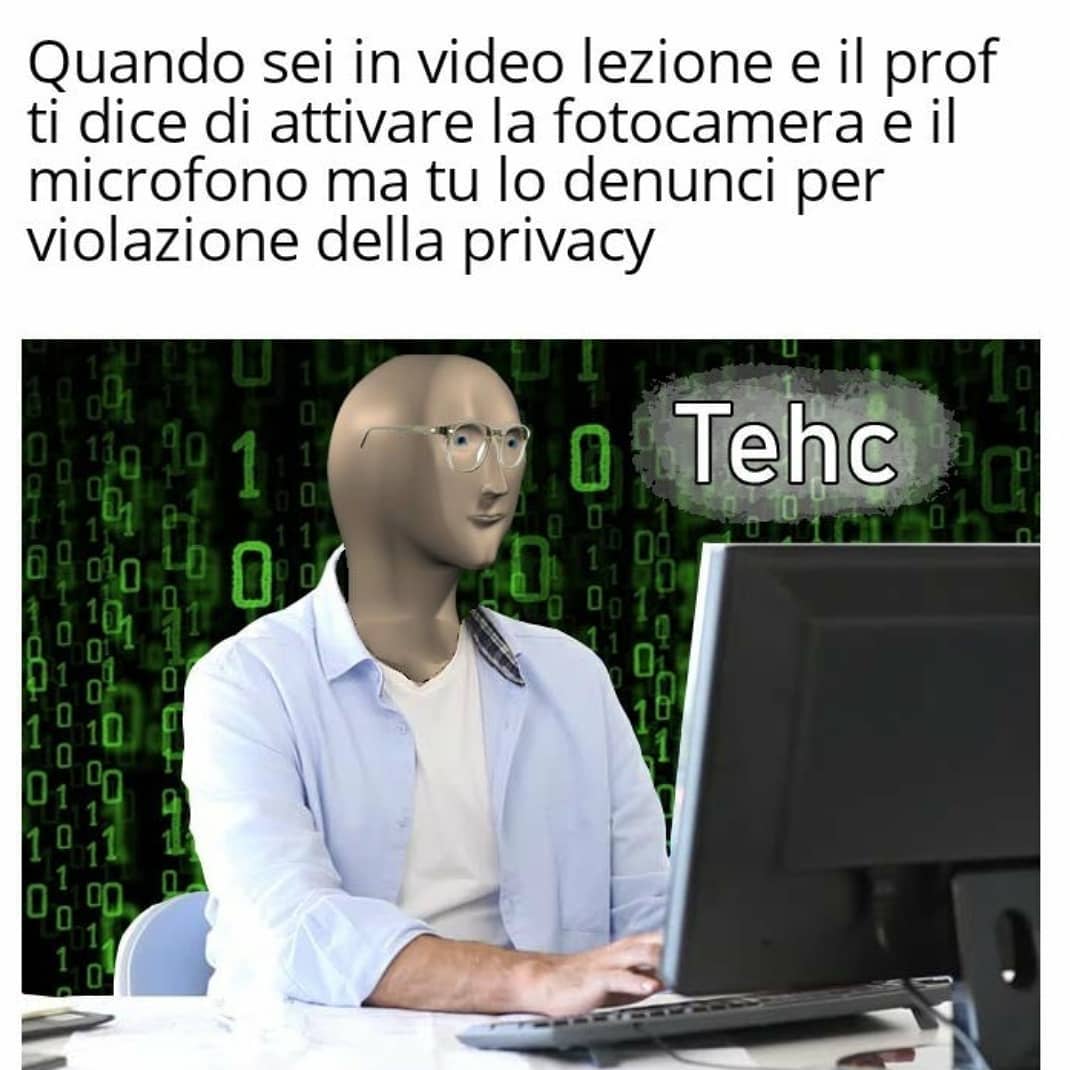 Quando sei in video lezione e il prof
ti dice di attivare la fotocamera e il
microfono ma tu lo denunci per
violazione della privacy
Tehc